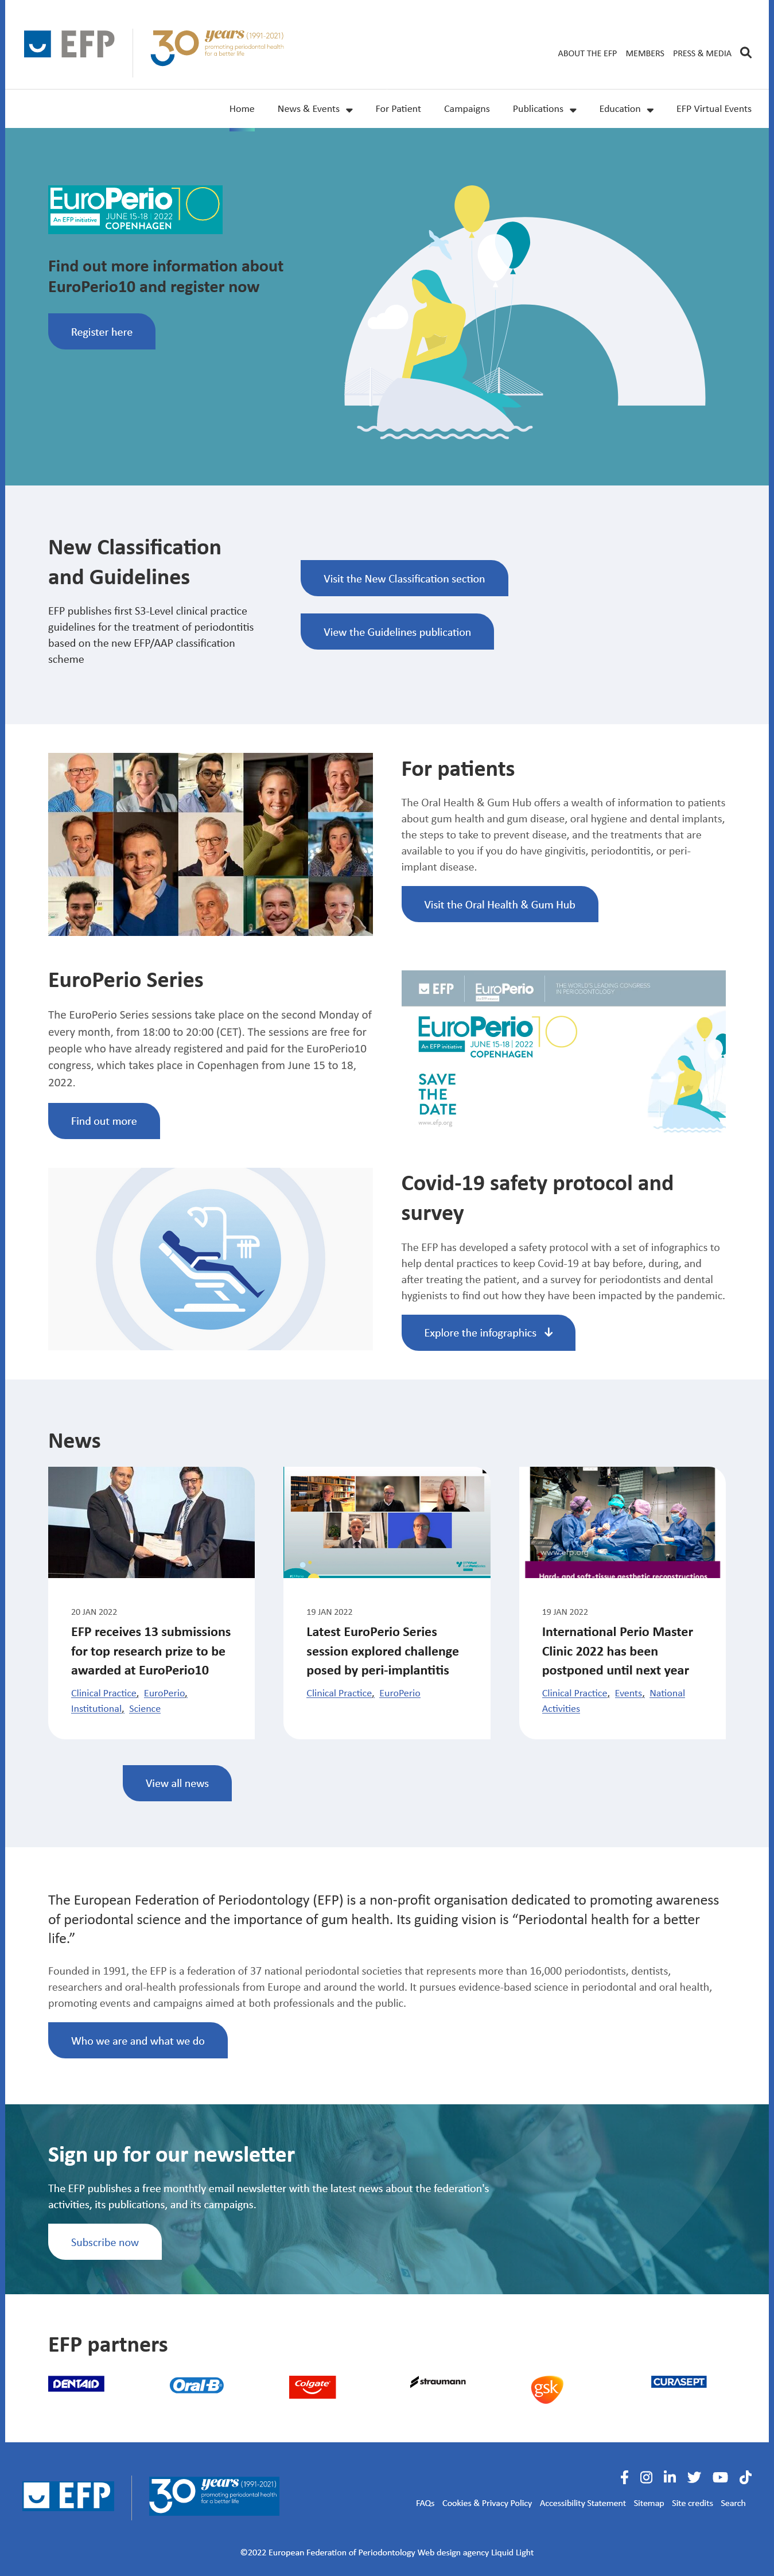 EFP
30 years (1991-2021)
promoting periodontal health
for a better life
ABOUT THE EFP MEMBERS PRESS & MEDIA
Home News & Events For Patient Campaigns Publications Education EFP Virtual Events
EuroPerio10
An EFP initiative
JUNE 15-18 | 2022
COPENHAGEN
Find out more information about
EuroPerio10 and register now
Register here
New Classification
and Guidelines
EFP publishes first S3-Level clinical practice
guidelines for the treatment of periodontitis
based on the new EFP/AAP classification
scheme
Visit the New Classification section
View the Guidelines publication
For patients
The Oral Health & Gum Hub offers a wealth of information to patients
about gum health and gum disease, oral hygiene and dental implants,
the steps to take to prevent disease, and the treatments that are
available to you if you do have gingivitis, periodontitis, or peri-
implant disease.
Visit the Oral Health & Gum Hub
EuroPerio Series
The EuroPerio Series sessions take place on the second Monday of
every month, from 18:00 to 20:00 (CET). The sessions are free for
people who have already registered and paid for the EuroPerio10
congress, which takes place in Copenhagen from June 15 to 18,
2022.
Find out more
EFP EuroPerio THE WORLD'S LEADING CONGRESS
IN PERIODONTOLOGY
EuroPerio10
An EFP initiative
JUNE 15-18 | 2022
COPENHAGEN
SAVE
THE
DATE
www.efp.org
Covid-19 safety protocol and
survey
The EFP has developed a safety protocol with a set of infographics to
help dental practices to keep Covid-19 at bay before, during, and
after treating the patient, and a survey for periodontists and dental
hygienists to find out how they have been impacted by the pandemic.
Explore the infographics
News
www.efp.org
Hard- and soft-tissue aesthetic reconstructions
20 JAN 2022
EFP receives 13 submissions
for top research prize to be
awarded at EuroPerio10
Clinical Practice, EuroPerio,
Institutional, Science
19 JAN 2022
Latest EuroPerio Series
session explored challenge
posed by peri-implantitis
Clinical Practice, EuroPerio
19 JAN 2022
International Perio Master
Clinic 2022 has been
postponed until next year
Clinical Practice, Events, National
Activities
View all news
The European Federation of Periodontology (EFP) is a non-profit organisation dedicated to promoting awareness
of periodontal science and the importance of gum health. Its guiding vision is “Periodontal health for a better
life.”
Founded in 1991, the EFP is a federation of 37 national periodontal societies that represents more than 16,000 periodontists, dentists,
researchers and oral-health professionals from Europe and around the world. It pursues evidence-based science in periodontal and oral health,
promoting events and campaigns aimed at both professionals and the public.
Who we are and what we do
Sign up for our newsletter
The EFP publishes a free monthtly email newsletter with the latest news about the federation's
activities, its publications, and its campaigns.
Subscribe now
EFP partners
DENTAID Oral-B Colgate straumann gsk CURASEPT
EFP
30 years (1991-2021)
promoting periodontal health
for a better life
FAQs Cookies & Privacy Policy Accessibility Statement Sitemap Site credits Search
©2022 European Federation of Periodontology Web design agency Liquid Light